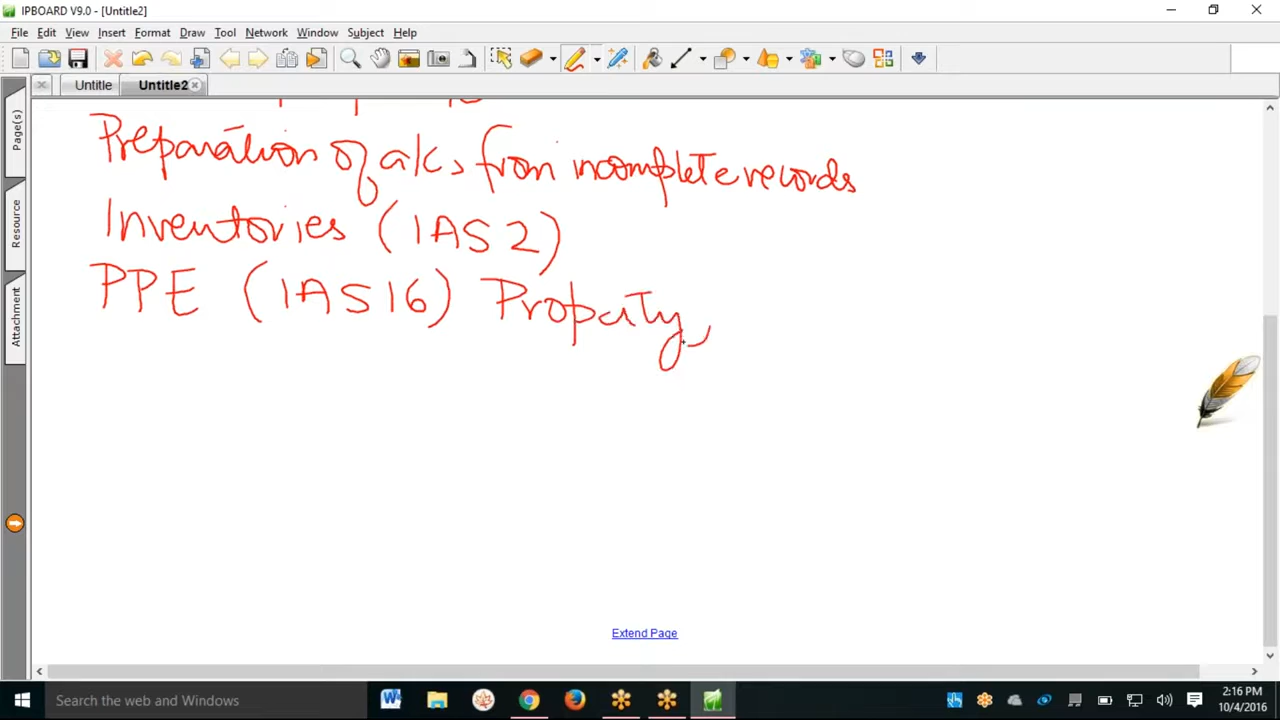 IPBOARD V9.0 - [Untitle2]
File Edit View Insert Format Draw Tool Network Window Subject Help
Untitle Untitle2
Page(s)
Resource
Attachment
Preparation of a/cs from incomplete records
Inventories (IAS 2)
PPE (IAS 16) Property,
Extend Page
Search the web and Windows
2:16 PM
10/4/2016